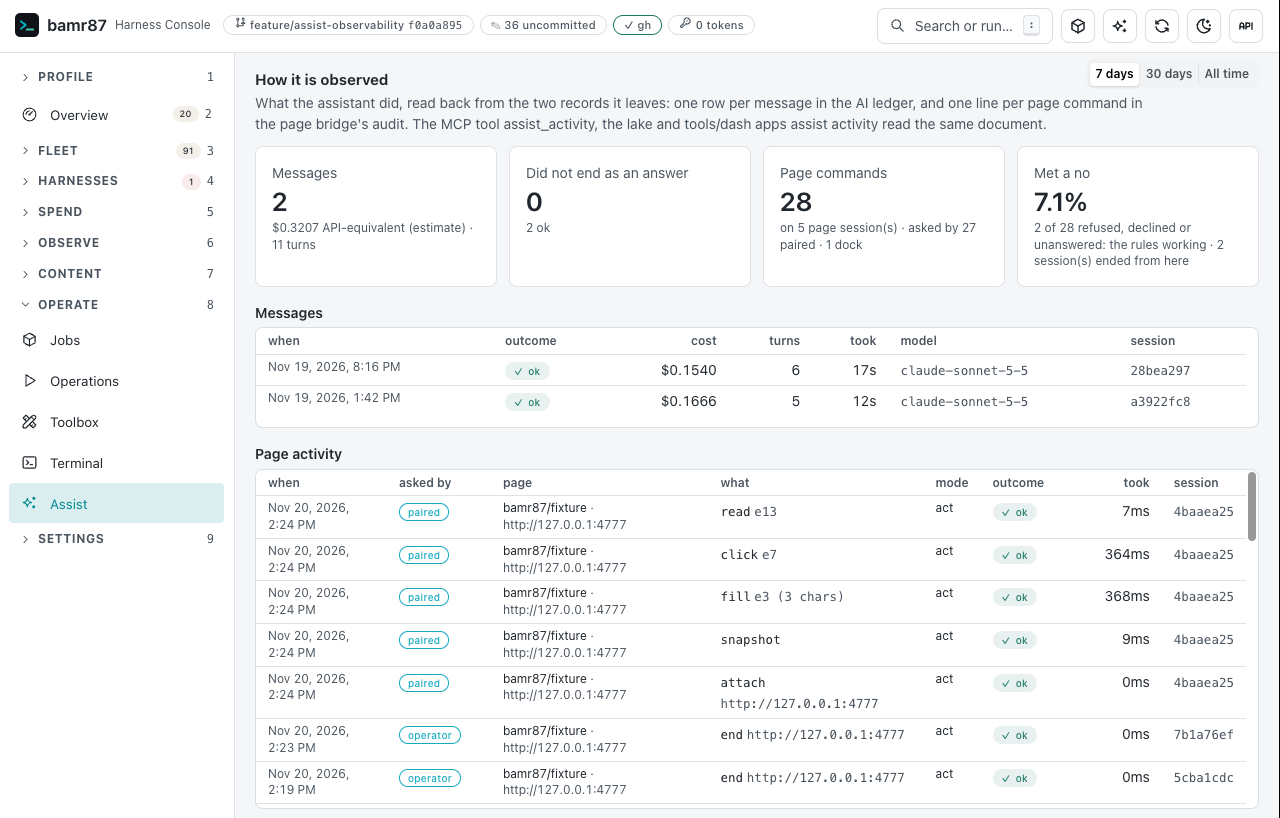 bamr87 Harness Console feature/assist-observability f0a0a895 36 uncommitted ✓ gh 0 tokens Search or run... : API
PROFILE 1
Overview 20 2
FLEET 91 3
HARNESSES 1 4
SPEND 5
OBSERVE 6
CONTENT 7
OPERATE 8
Jobs
Operations
Toolbox
Terminal
Assist
SETTINGS 9
How it is observed
7 days 30 days All time
What the assistant did, read back from the two records it leaves: one row per message in the AI ledger, and one line per page command in
the page bridge's audit. The MCP tool assist_activity, the lake and tools/dash apps assist activity read the same document.
Messages
2
$0.3207 API-equivalent (estimate) ·
11 turns
Did not end as an answer
0
2 ok
Page commands
28
on 5 page session(s) · asked by 27
paired · 1 dock
Met a no
7.1%
2 of 28 refused, declined or
unanswered: the rules working · 2
session(s) ended from here
Messages
when outcome cost turns took model session
Nov 19, 2026, 8:16 PM ✓ ok $0.1540 6 17s claude-sonnet-5-5 28bea297
Nov 19, 2026, 1:42 PM ✓ ok $0.1666 5 12s claude-sonnet-5-5 a3922fc8
Page activity
when asked by page what mode outcome took session
Nov 20, 2026, paired bamr87/fixture · read e13 act ✓ ok 7ms 4baaea25
2:24 PM http://127.0.0.1:4777
Nov 20, 2026, paired bamr87/fixture · click e7 act ✓ ok 364ms 4baaea25
2:24 PM http://127.0.0.1:4777
Nov 20, 2026, paired bamr87/fixture · fill e3 (3 chars) act ✓ ok 368ms 4baaea25
2:24 PM http://127.0.0.1:4777
Nov 20, 2026, paired bamr87/fixture · snapshot act ✓ ok 9ms 4baaea25
2:24 PM http://127.0.0.1:4777
Nov 20, 2026, paired bamr87/fixture · attach act ✓ ok 0ms 4baaea25
2:24 PM http://127.0.0.1:4777 http://127.0.0.1:4777
Nov 20, 2026, operator bamr87/fixture · end http://127.0.0.1:4777 act ✓ ok 0ms 7b1a76ef
2:23 PM http://127.0.0.1:4777
Nov 20, 2026, operator bamr87/fixture · end http://127.0.0.1:4777 act ✓ ok 0ms 5cba1cdc
2:19 PM http://127.0.0.1:4777